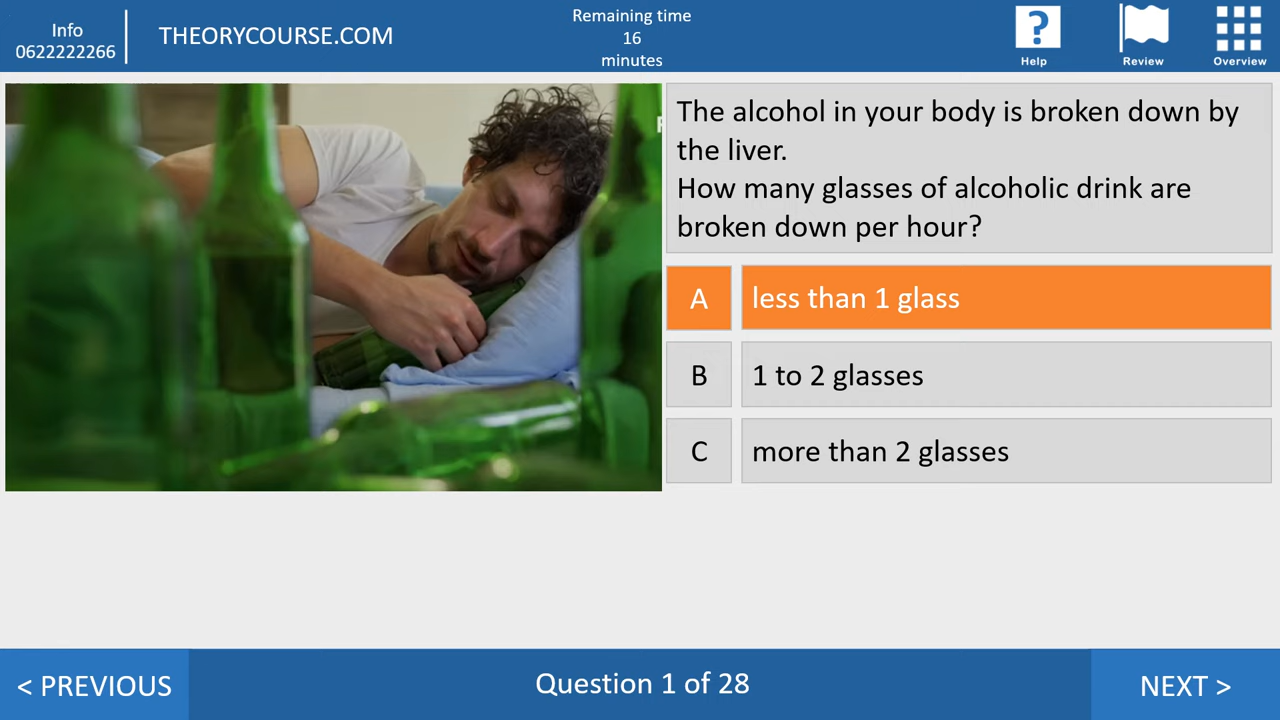 Info
0622222266
THEORYCOURSE.COM
Remaining time
16
minutes
?
Help
Review
Overview
The alcohol in your body is broken down by
the liver.
How many glasses of alcoholic drink are
broken down per hour?
A
less than 1 glass
B
1 to 2 glasses
C
more than 2 glasses
< PREVIOUS
Question 1 of 28
NEXT >